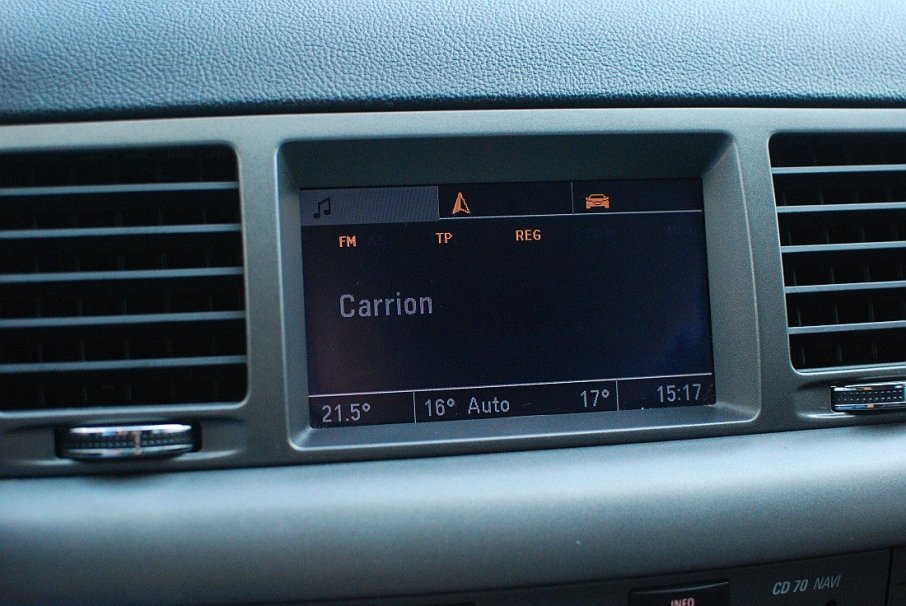 FM TP REG
Carrion
21.5° 16° Auto 17° 15:17
CD 70 NAVI
INFO